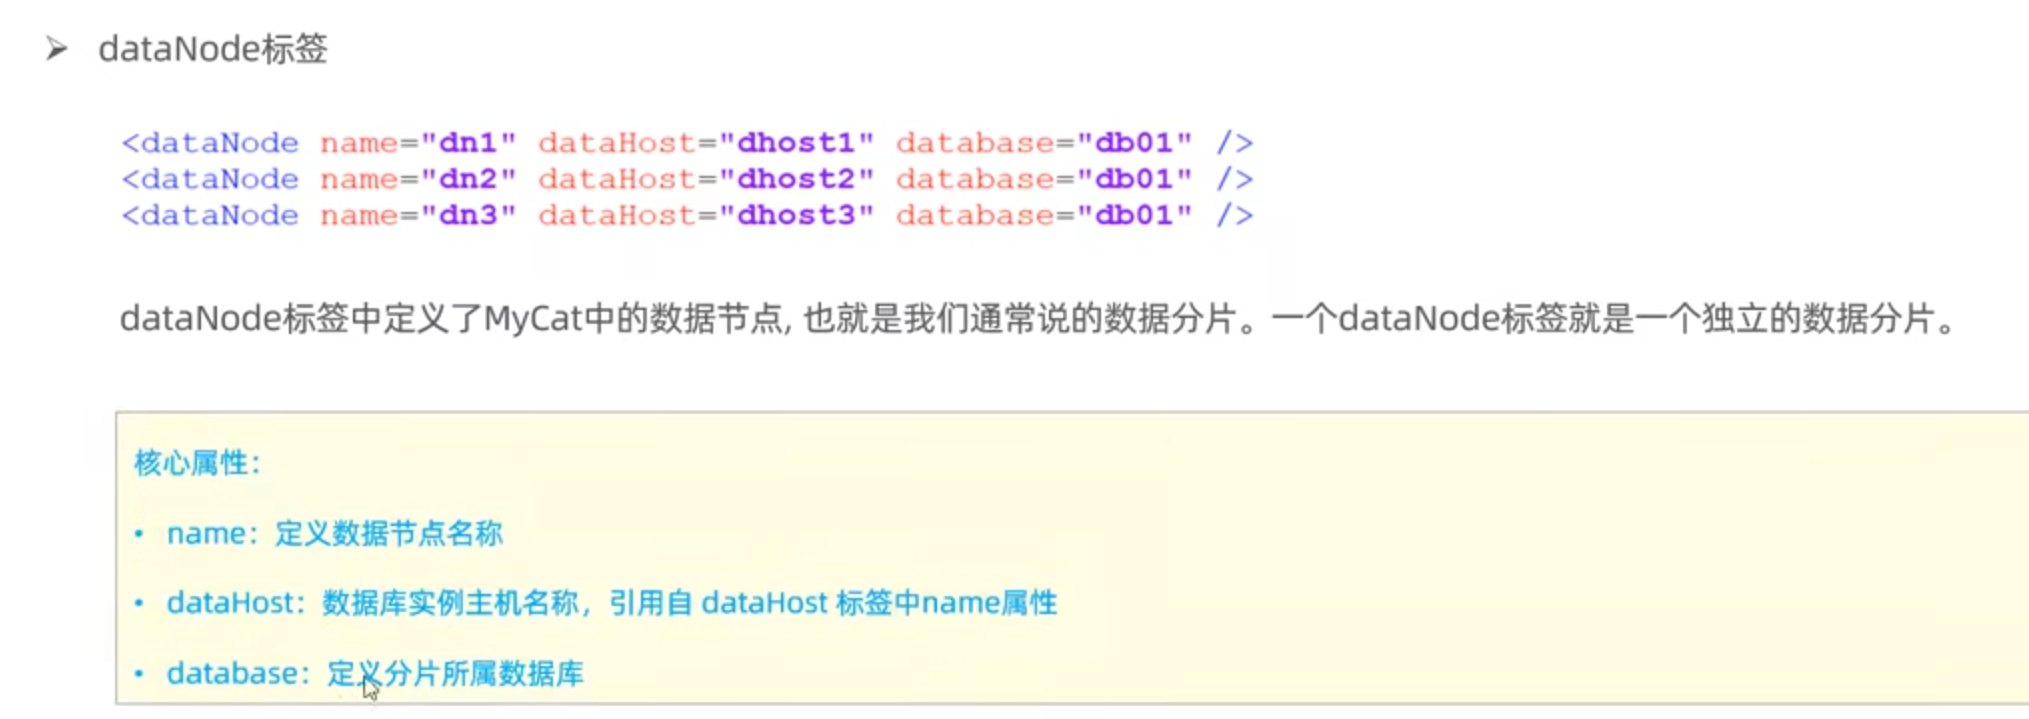 ➢ dataNode标签
<dataNode name="dn1" dataHost="dhost1" database="db01" />
<dataNode name="dn2" dataHost="dhost2" database="db01" />
<dataNode name="dn3" dataHost="dhost3" database="db01" />
dataNode标签中定义了MyCat中的数据节点, 也就是我们通常说的数据分片。一个dataNode标签就是一个独立的数据分片。
核心属性：
• name：定义数据节点名称
• dataHost：数据库实例主机名称，引用自 dataHost 标签中name属性
• database：定义分片所属数据库